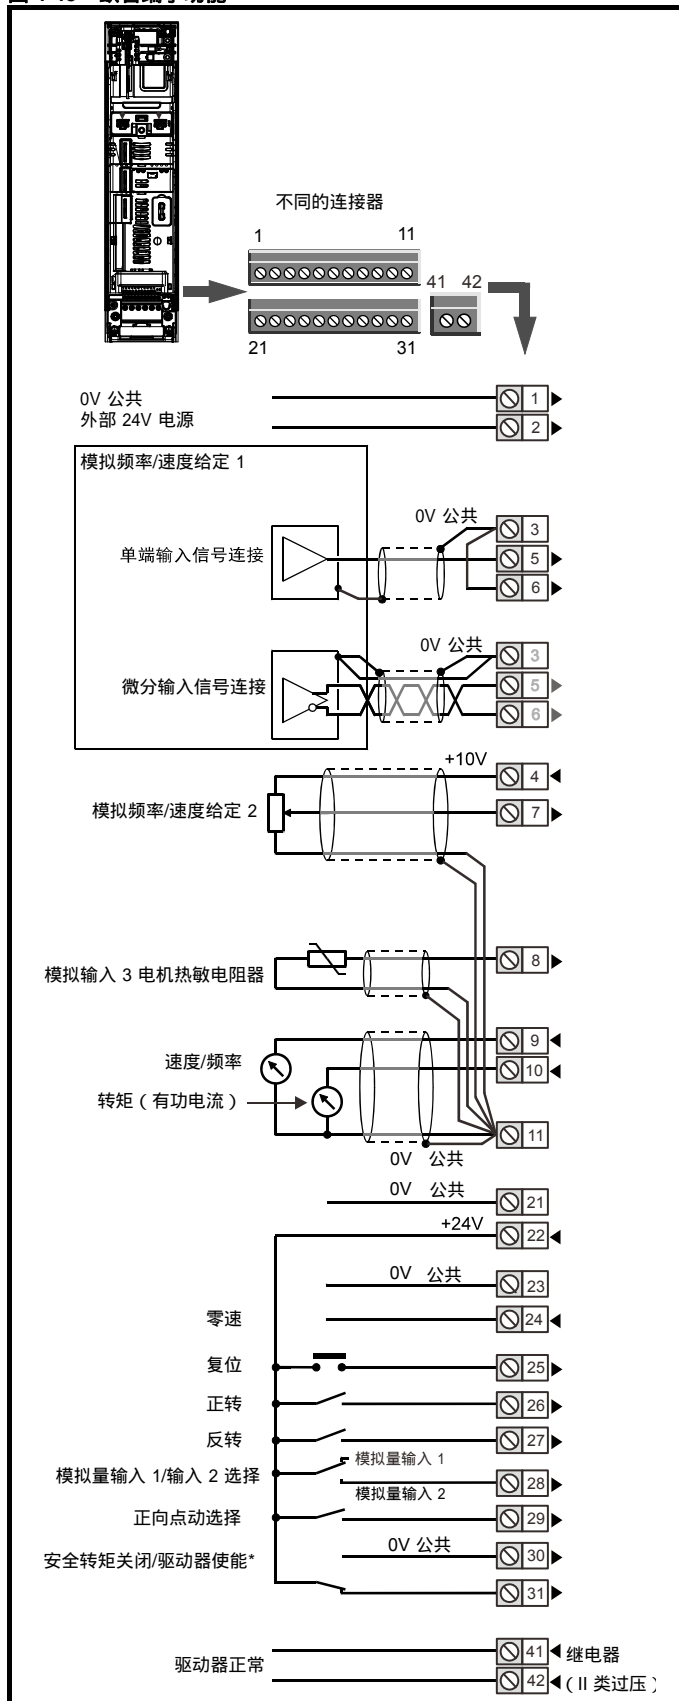 不同的连接器
1 11
41 42
21 31
0V 公共
1
外部 24V 电源
2
模拟频率/速度给定 1
0V 公共
3
单端输入信号连接
5
6
0V 公共
3
微分输入信号连接
5
6
+10V
4
模拟频率/速度给定 2
7
模拟输入 3 电机热敏电阻器
8
速度/频率
9
10
转矩（有功电流）
11
0V 公共
0V 公共
21
+24V
22
0V 公共
23
零速
24
复位
25
正转
26
反转
27
模拟量输入 1/输入 2 选择
模拟量输入 1
28
模拟量输入 2
正向点动选择
29
0V 公共
30
安全转矩关闭/驱动器使能*
31
驱动器正常
41
继电器
42
（II 类过压）